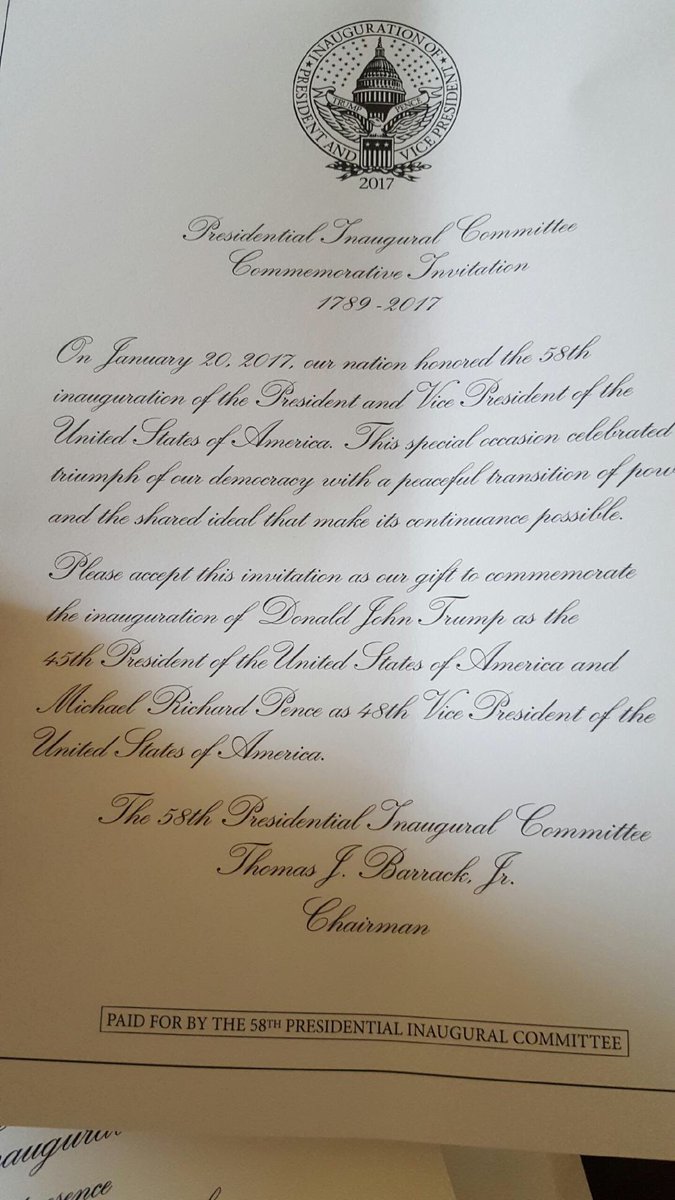 INAUGURATION OF
PRESIDENT AND VICE PRESIDENT
TRUMP PENCE
2017
Presidential Inaugural Committee
Commemorative Invitation
1789-2017
On January 20, 2017, our nation honored the 58th
inauguration of the President and Vice President of the
United States of America. This special occasion celebrated
triumph of our democracy with a peaceful transition of pow
and the shared ideal that make its continuance possible.
Please accept this invitation as our gift to commemorate
the inauguration of Donald John Trump as the
45th President of the United States of America and
Michael Richard Pence as 48th Vice President of the
United States of America.
The 58th Presidential Inaugural Committee
Thomas J. Barrack, Jr.
Chairman
PAID FOR BY THE 58TH PRESIDENTIAL INAUGURAL COMMITTEE